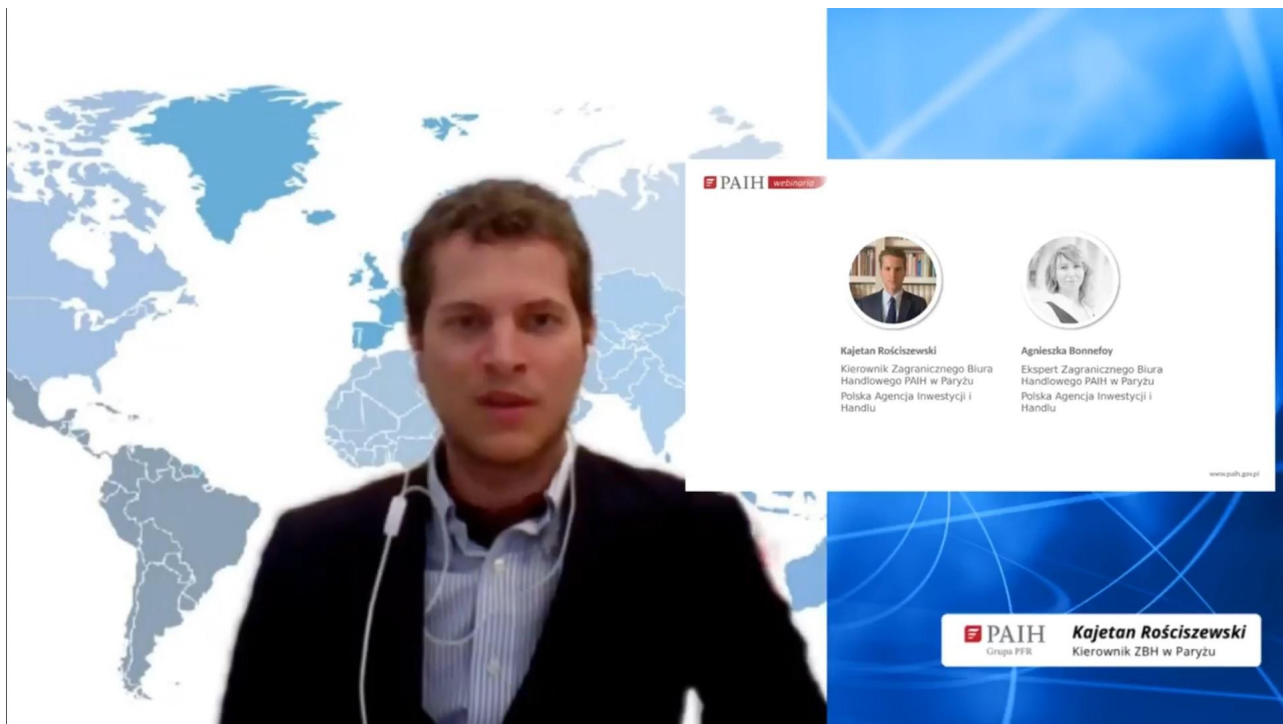 PAIH webinaria
Kajetan Rościszewski
Kierownik Zagranicznego Biura
Handlowego PAIH w Paryżu
Polska Agencja Inwestycji i
Handlu
Agnieszka Bonnefoy
Ekspert Zagranicznego Biura
Handlowego PAIH w Paryżu
Polska Agencja Inwestycji i
Handlu
www.paih.gov.pl
PAIH
Grupa PFR
Kajetan Rościszewski
Kierownik ZBH w Paryżu